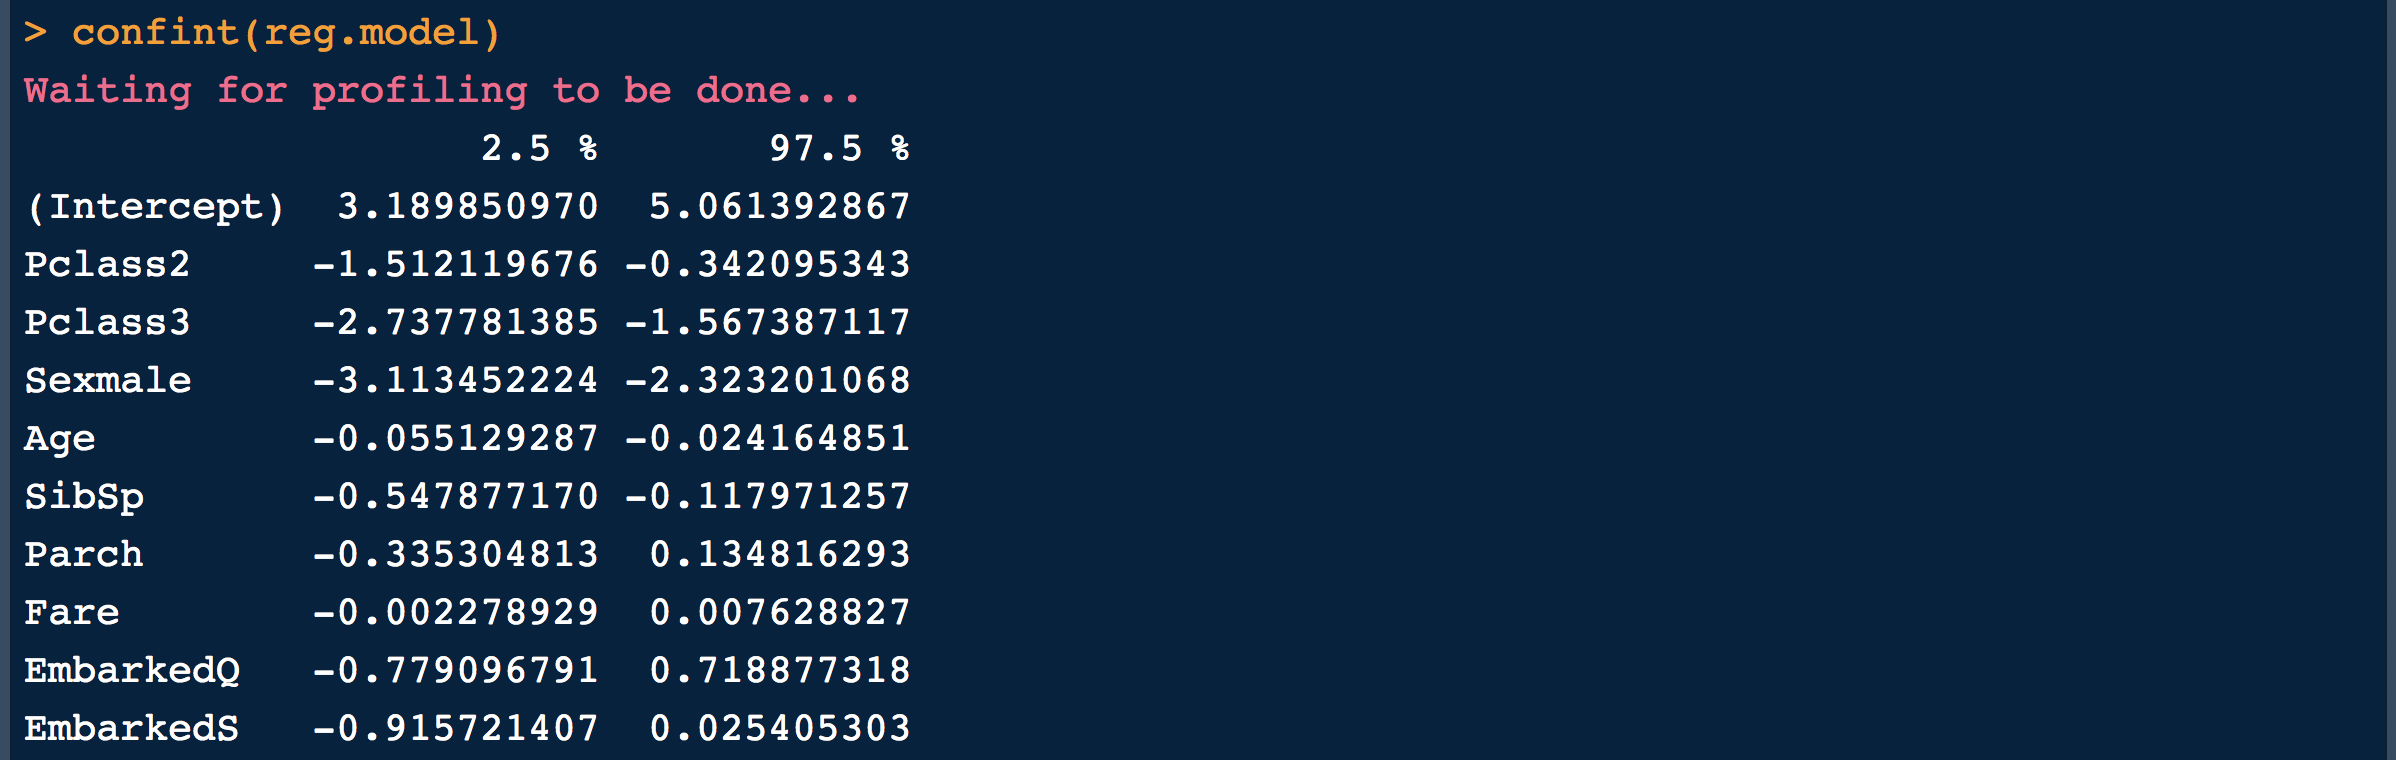 > confint(reg.model)
Waiting for profiling to be done...
                   2.5 %       97.5 %
(Intercept)  3.189850970  5.061392867
Pclass2     -1.512119676 -0.342095343
Pclass3     -2.737781385 -1.567387117
Sexmale     -3.113452224 -2.323201068
Age         -0.055129287 -0.024164851
SibSp       -0.547877170 -0.117971257
Parch       -0.335304813  0.134816293
Fare        -0.002278929  0.007628827
EmbarkedQ   -0.779096791  0.718877318
EmbarkedS   -0.915721407  0.025405303